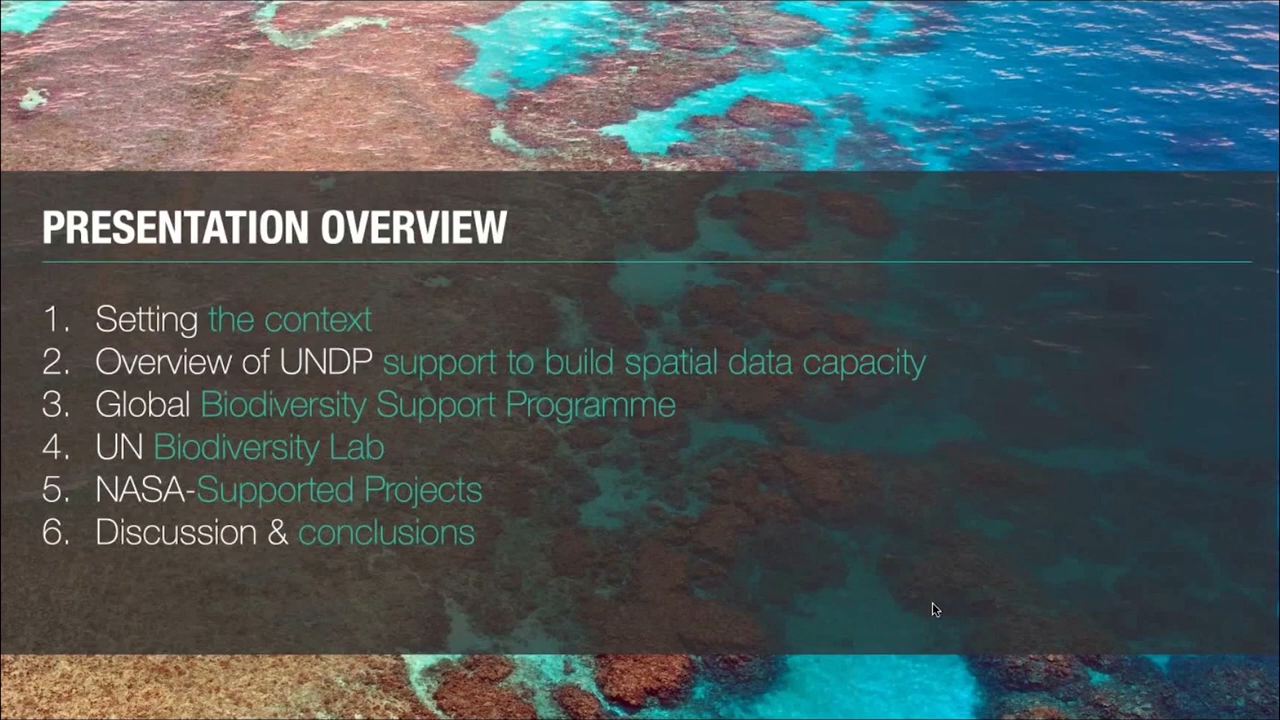 PRESENTATION OVERVIEW
1. Setting the context
2. Overview of UNDP support to build spatial data capacity
3. Global Biodiversity Support Programme
4. UN Biodiversity Lab
5. NASA-Supported Projects
6. Discussion & conclusions